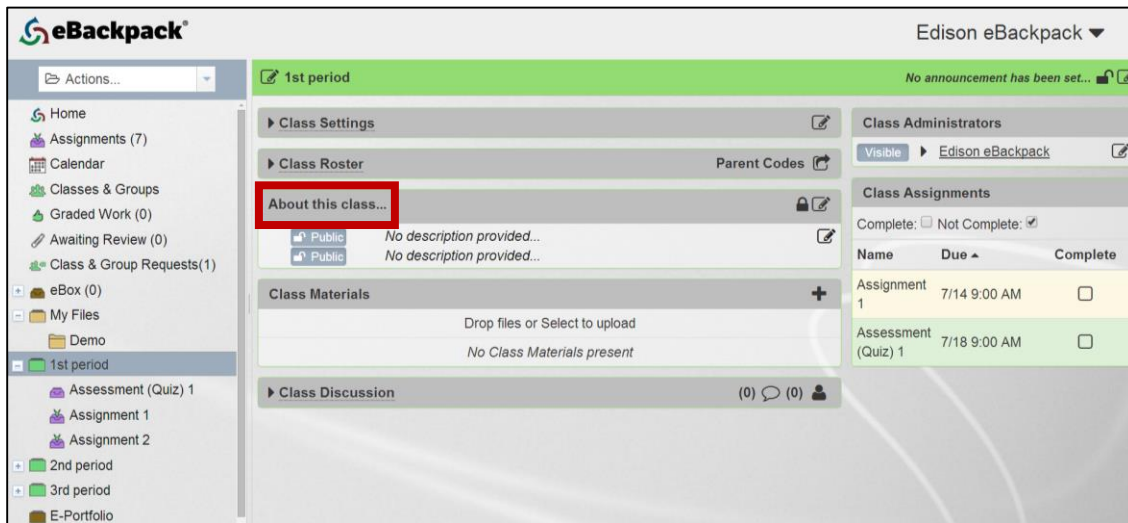 eBackpack®
Edison eBackpack
Actions...
Home
Assignments (7)
Calendar
Classes & Groups
Graded Work (0)
Awaiting Review (0)
Class & Group Requests(1)
eBox (0)
My Files
Demo
1st period
Assessment (Quiz) 1
Assignment 1
Assignment 2
2nd period
3rd period
E-Portfolio
1st period
No announcement has been set...
Class Settings
Class Roster
Parent Codes
About this class...
Public No description provided...
Public No description provided...
Class Materials
Drop files or Select to upload
No Class Materials present
Class Discussion
(0) (0)
Class Administrators
Visible Edison eBackpack
Class Assignments
Complete: Not Complete:
Name Due Complete
Assignment
1
7/14 9:00 AM
Assessment
(Quiz) 1
7/18 9:00 AM